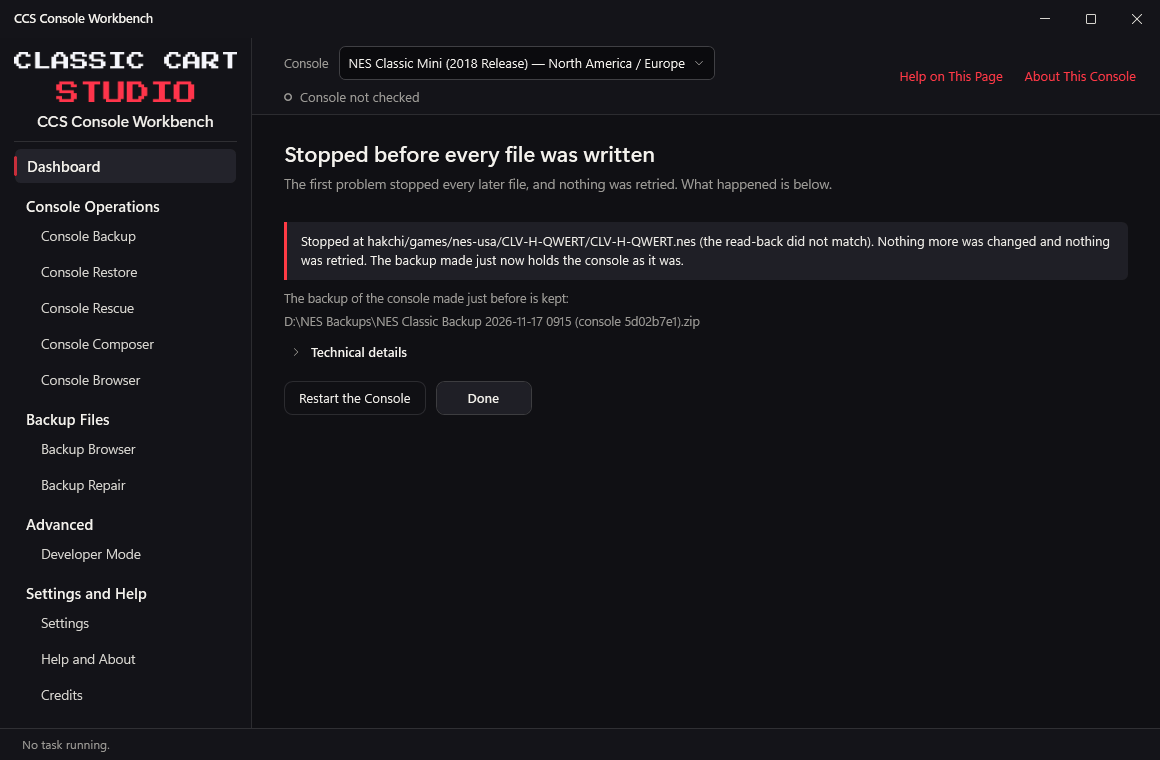 CCS Console Workbench
CLASSIC CART
STUDIO
CCS Console Workbench
Dashboard
Console Operations
Console Backup
Console Restore
Console Rescue
Console Composer
Console Browser
Backup Files
Backup Browser
Backup Repair
Advanced
Developer Mode
Settings and Help
Settings
Help and About
Credits
Console
NES Classic Mini (2018 Release) — North America / Europe
Console not checked
Help on This Page
About This Console
Stopped before every file was written
The first problem stopped every later file, and nothing was retried. What happened is below.
Stopped at hakchi/games/nes-usa/CLV-H-QWERT/CLV-H-QWERT.nes (the read-back did not match). Nothing more was changed and nothing
was retried. The backup made just now holds the console as it was.
The backup of the console made just before is kept:
D:\NES Backups\NES Classic Backup 2026-11-17 0915 (console 5d02b7e1).zip
Technical details
Restart the Console
Done
No task running.